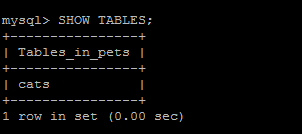 mysql> SHOW TABLES;
+----------------+
| Tables_in_pets |
+----------------+
| cats           |
+----------------+
1 row in set (0.00 sec)